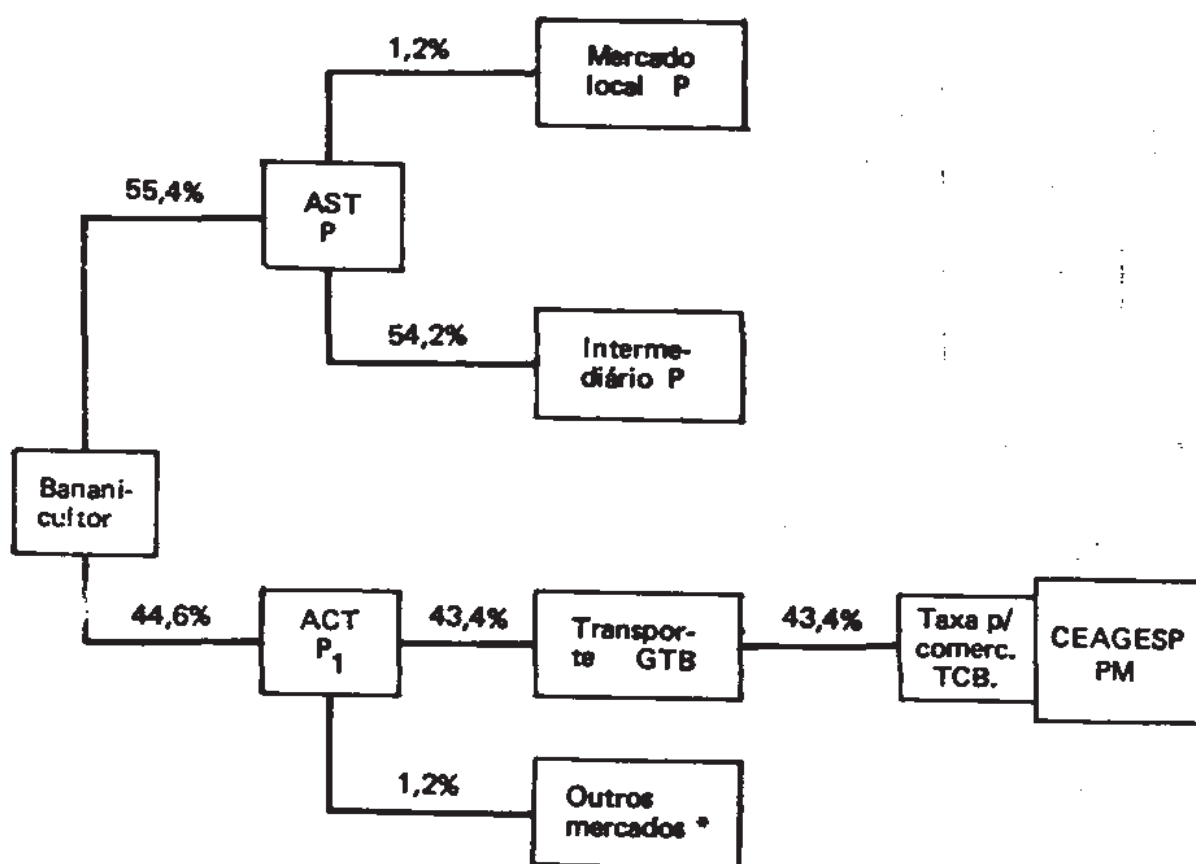 1,2%
Mercado
local P
55,4%
AST
P
54,2%
Interme-
diário P
Banani-
cultor
44,6%
ACT
P1
43,4%
Transpor-
te GTB
43,4%
Taxa p/
comerc.
TCB.
CEAGESP
PM
1,2%
Outros
mercados *